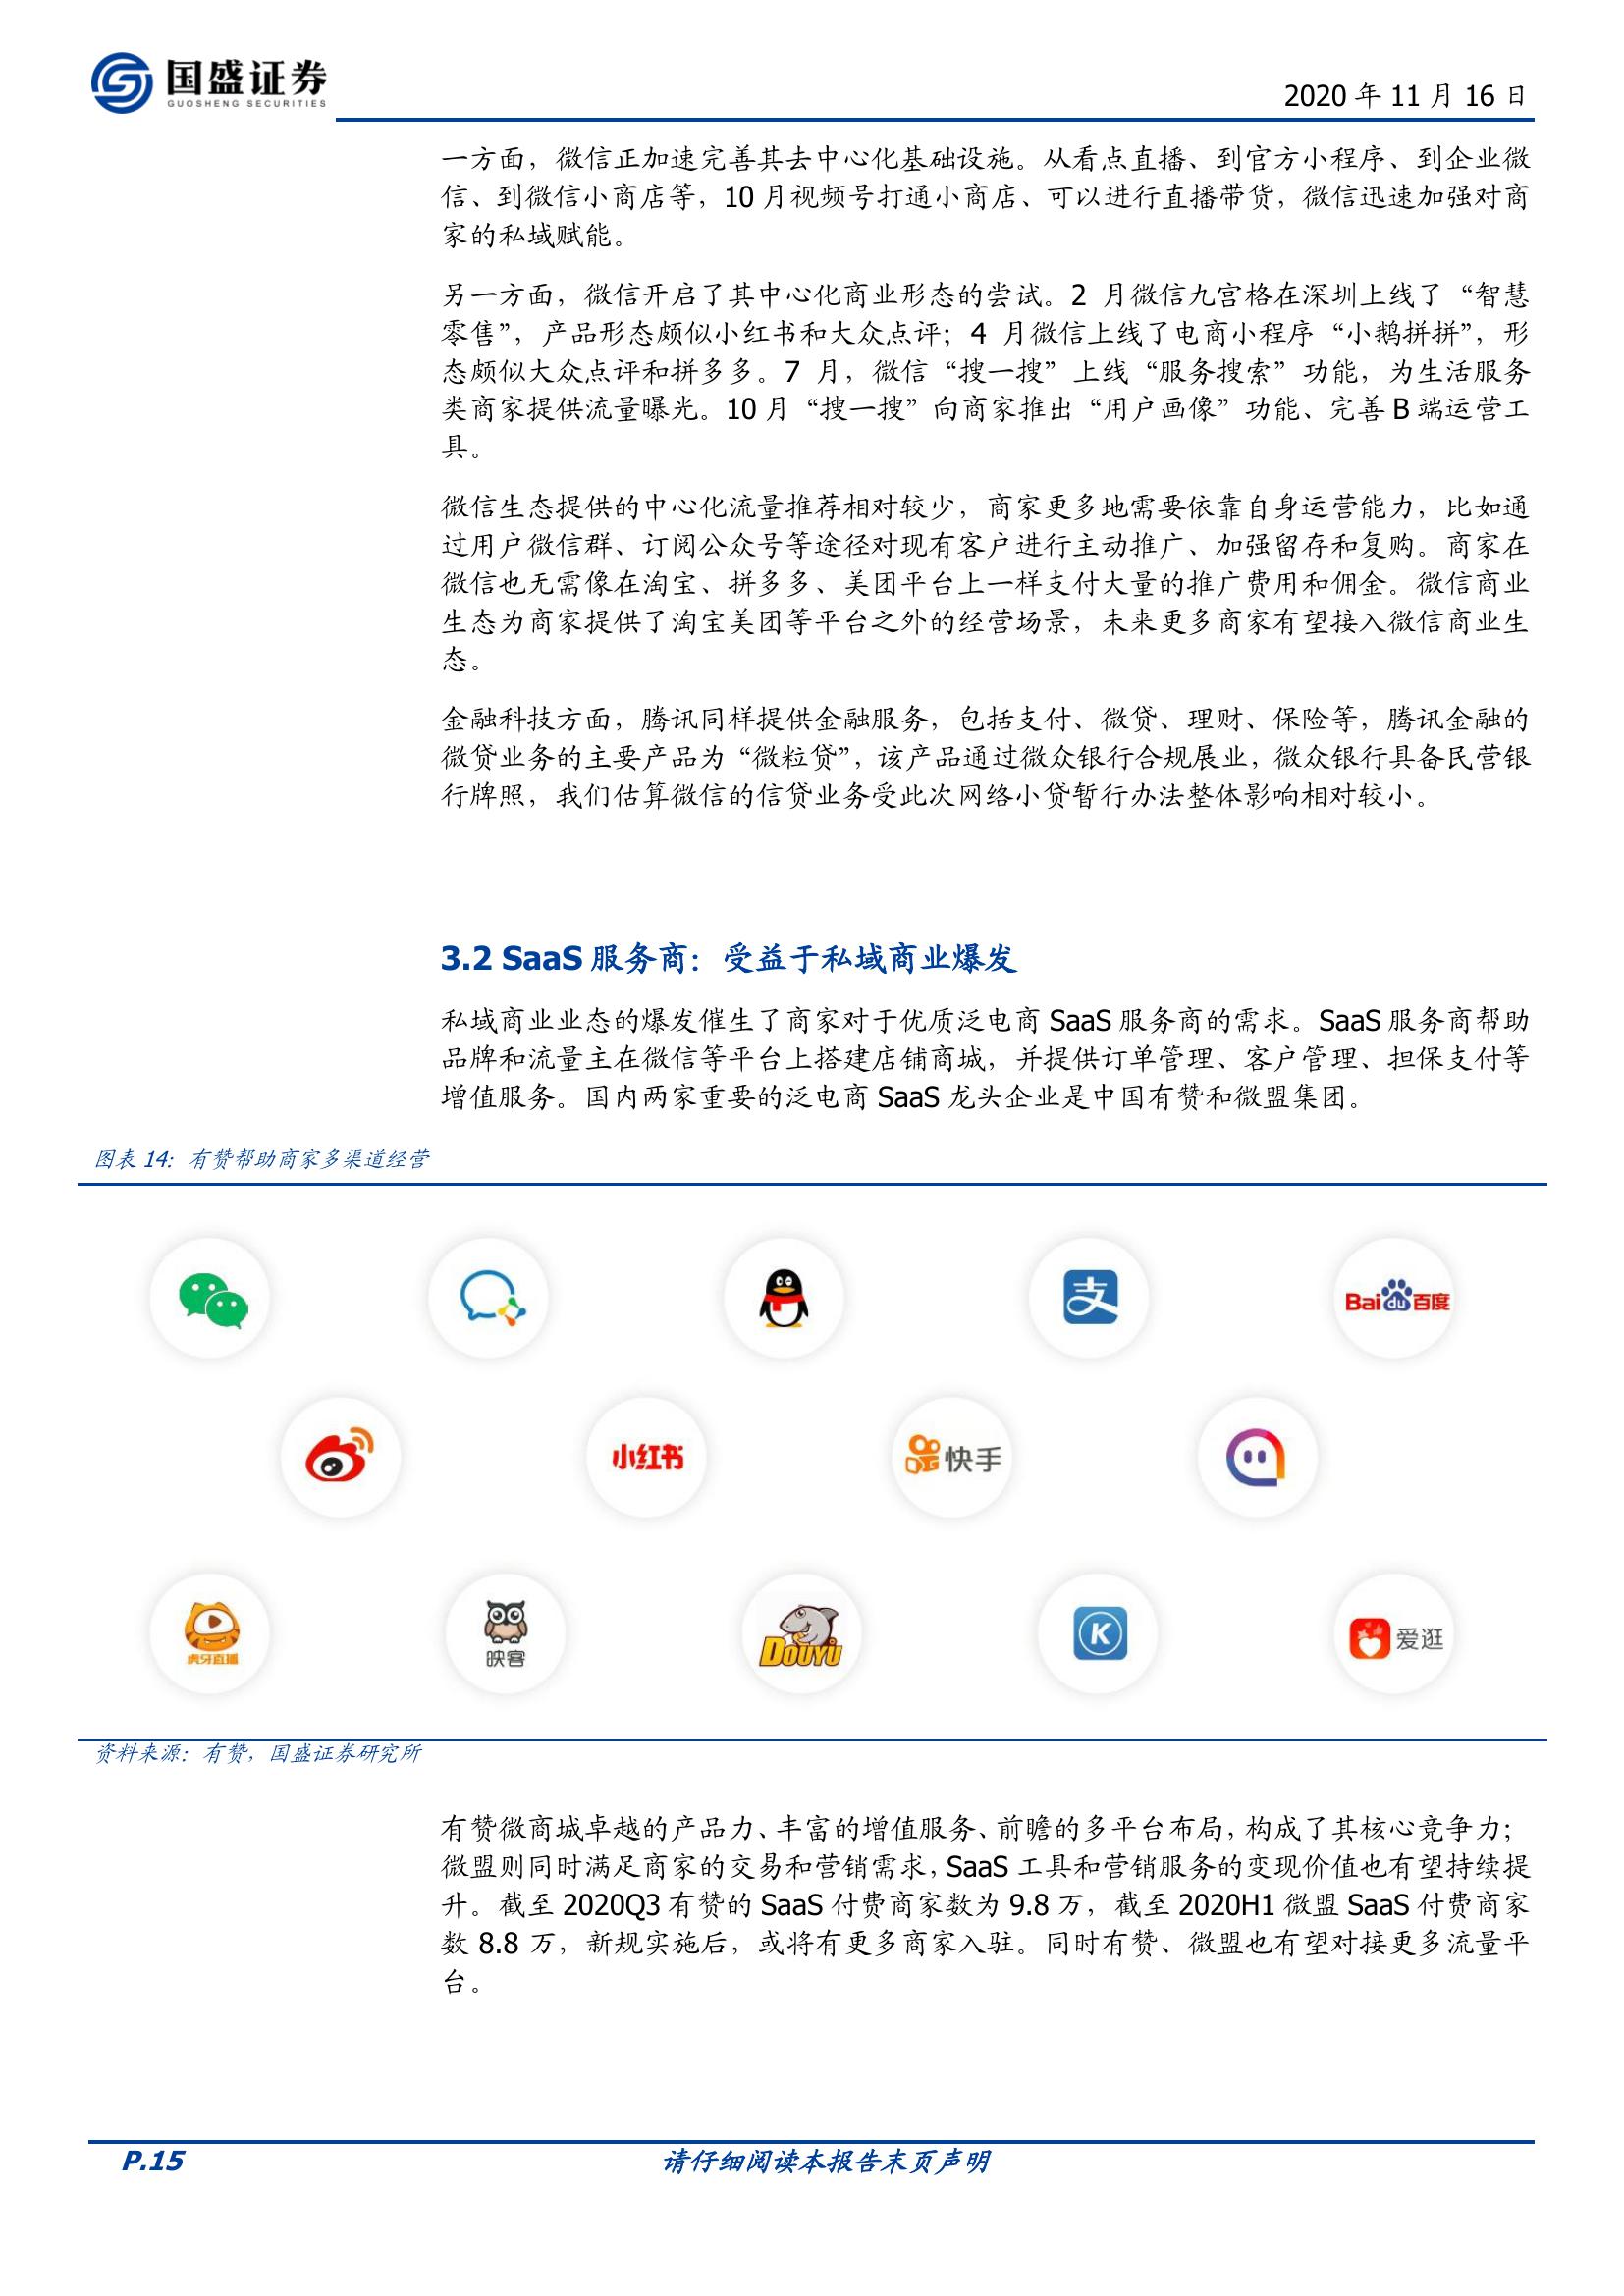 国盛证券
GUOSHENG SECURITIES
2020 年 11 月 16 日
一方面，微信正加速完善其去中心化基础设施。从看点直播、到官方小程序、到企业微
信、到微信小商店等，10 月视频号打通小商店、可以进行直播带货，微信迅速加强对商
家的私域赋能。
另一方面，微信开启了其中心化商业形态的尝试。2 月微信九宫格在深圳上线了“智慧
零售”，产品形态颇似小红书和大众点评；4 月微信上线了电商小程序“小鹅拼拼”，形
态颇似大众点评和拼多多。7 月，微信“搜一搜”上线“服务搜索”功能，为生活服务
类商家提供流量曝光。10 月“搜一搜”向商家推出“用户画像”功能、完善 B 端运营工
具。
微信生态提供的中心化流量推荐相对较少，商家更多地需要依靠自身运营能力，比如通
过用户微信群、订阅公众号等途径对现有客户进行主动推广、加强留存和复购。商家在
微信也无需像在淘宝、拼多多、美团平台上一样支付大量的推广费用和佣金。微信商业
生态为商家提供了淘宝美团等平台之外的经营场景，未来更多商家有望接入微信商业生
态。
金融科技方面，腾讯同样提供金融服务，包括支付、微贷、理财、保险等，腾讯金融的
微贷业务的主要产品为“微粒贷”，该产品通过微众银行合规展业，微众银行具备民营银
行牌照，我们估算微信的信贷业务受此次网络小贷暂行办法整体影响相对较小。
3.2 SaaS 服务商：受益于私域商业爆发
私域商业业态的爆发催生了商家对于优质泛电商 SaaS 服务商的需求。SaaS 服务商帮助
品牌和流量主在微信等平台上搭建店铺商城，并提供订单管理、客户管理、担保支付等
增值服务。国内两家重要的泛电商 SaaS 龙头企业是中国有赞和微盟集团。
图表 14：有赞帮助商家多渠道经营
支
Bai du 百度
小红书
快手
虎牙直播
映客
DOUYU
K
爱逛
资料来源：有赞，国盛证券研究所
有赞微商城卓越的产品力、丰富的增值服务、前瞻的多平台布局，构成了其核心竞争力；
微盟则同时满足商家的交易和营销需求，SaaS 工具和营销服务的变现价值也有望持续提
升。截至 2020Q3 有赞的 SaaS 付费商家数为 9.8 万，截至 2020H1 微盟 SaaS 付费商家
数 8.8 万，新规实施后，或将有更多商家入驻。同时有赞、微盟也有望对接更多流量平
台。
P.15
请仔细阅读本报告末页声明